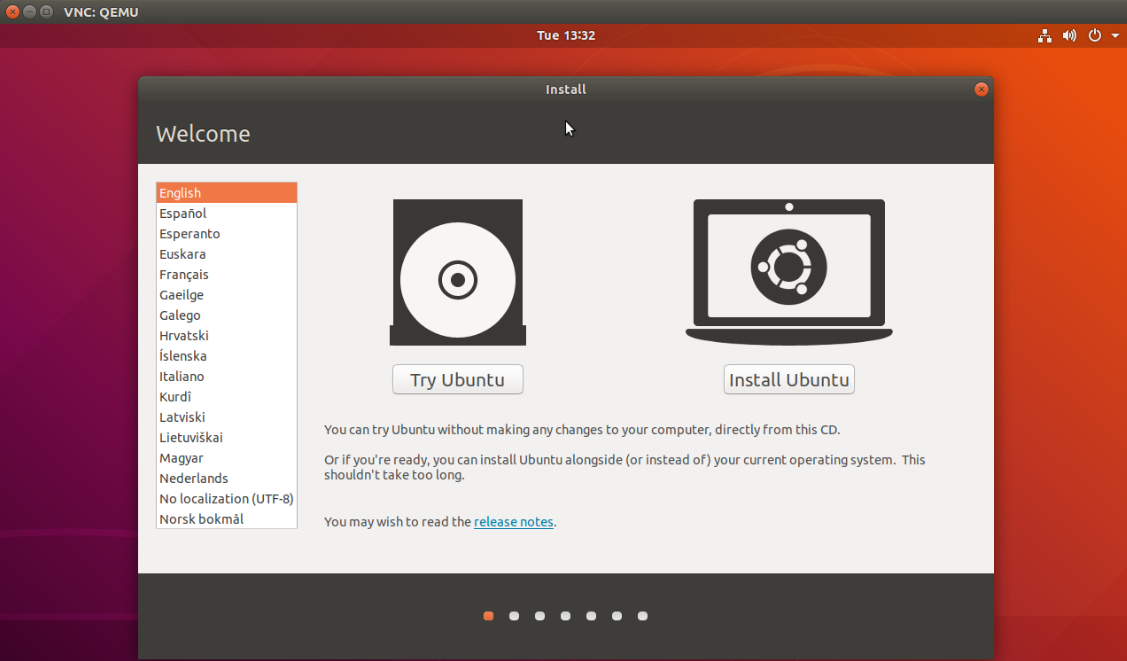 VNC: QEMU
Tue 13:32
Install
Welcome
English
Español
Esperanto
Euskara
Français
Gaeilge
Galego
Hrvatski
Íslenska
Italiano
Kurdî
Latviski
Lietuviškai
Magyar
Nederlands
No localization (UTF-8)
Norsk bokmål
Try Ubuntu
Install Ubuntu
You can try Ubuntu without making any changes to your computer, directly from this CD.
Or if you're ready, you can install Ubuntu alongside (or instead of) your current operating system.  This
shouldn't take too long.
You may wish to read the release notes.